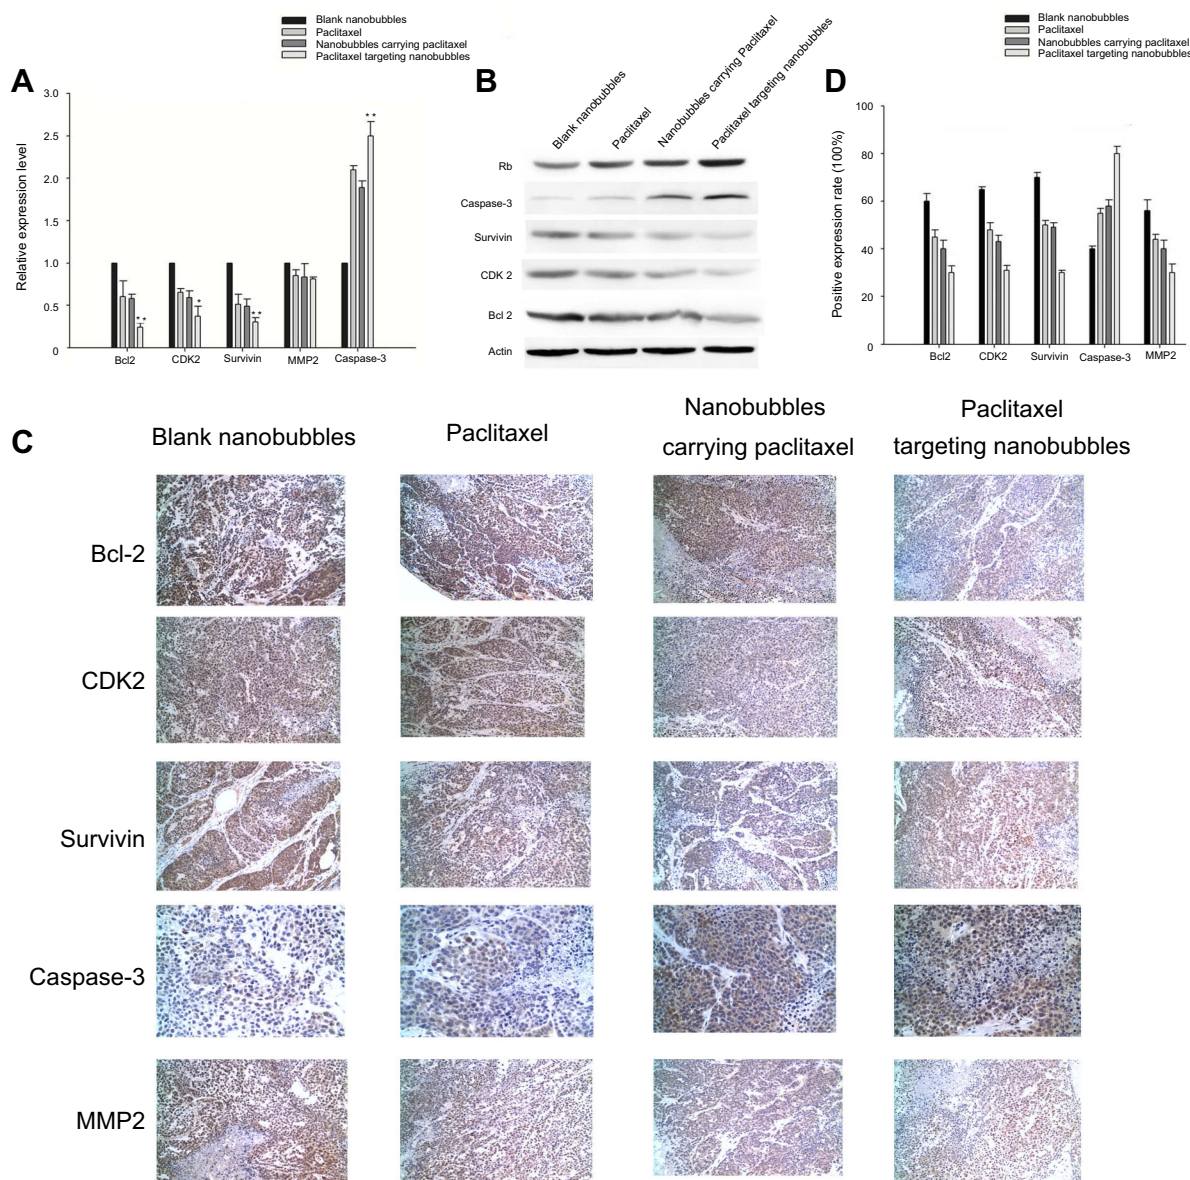 Blank nanobubbles
Paclitaxel
Nanobubbles carrying paclitaxel
Paclitaxel targeting nanobubbles
A
3.0
2.5
2.0
1.5
1.0
0.5
0
Relative expression level
* *
*
* *
* *
Bcl2 CDK2 Survivin MMP2 Caspase-3
B
Blank nanobubbles
Paclitaxel
Nanobubbles carrying Paclitaxel
Paclitaxel targeting nanobubbles
Rb
Caspase-3
Survivin
CDK 2
Bcl 2
Actin
Blank nanobubbles
Paclitaxel
Nanobubbles carrying paclitaxel
Paclitaxel targeting nanobubbles
D
100
80
60
40
20
0
Positive expression rate (100%)
Bcl2 CDK2 Survivin Caspase-3 MMP2
C
Blank nanobubbles
Paclitaxel
Nanobubbles
carrying paclitaxel
Paclitaxel
targeting nanobubbles
Bcl-2
CDK2
Survivin
Caspase-3
MMP2